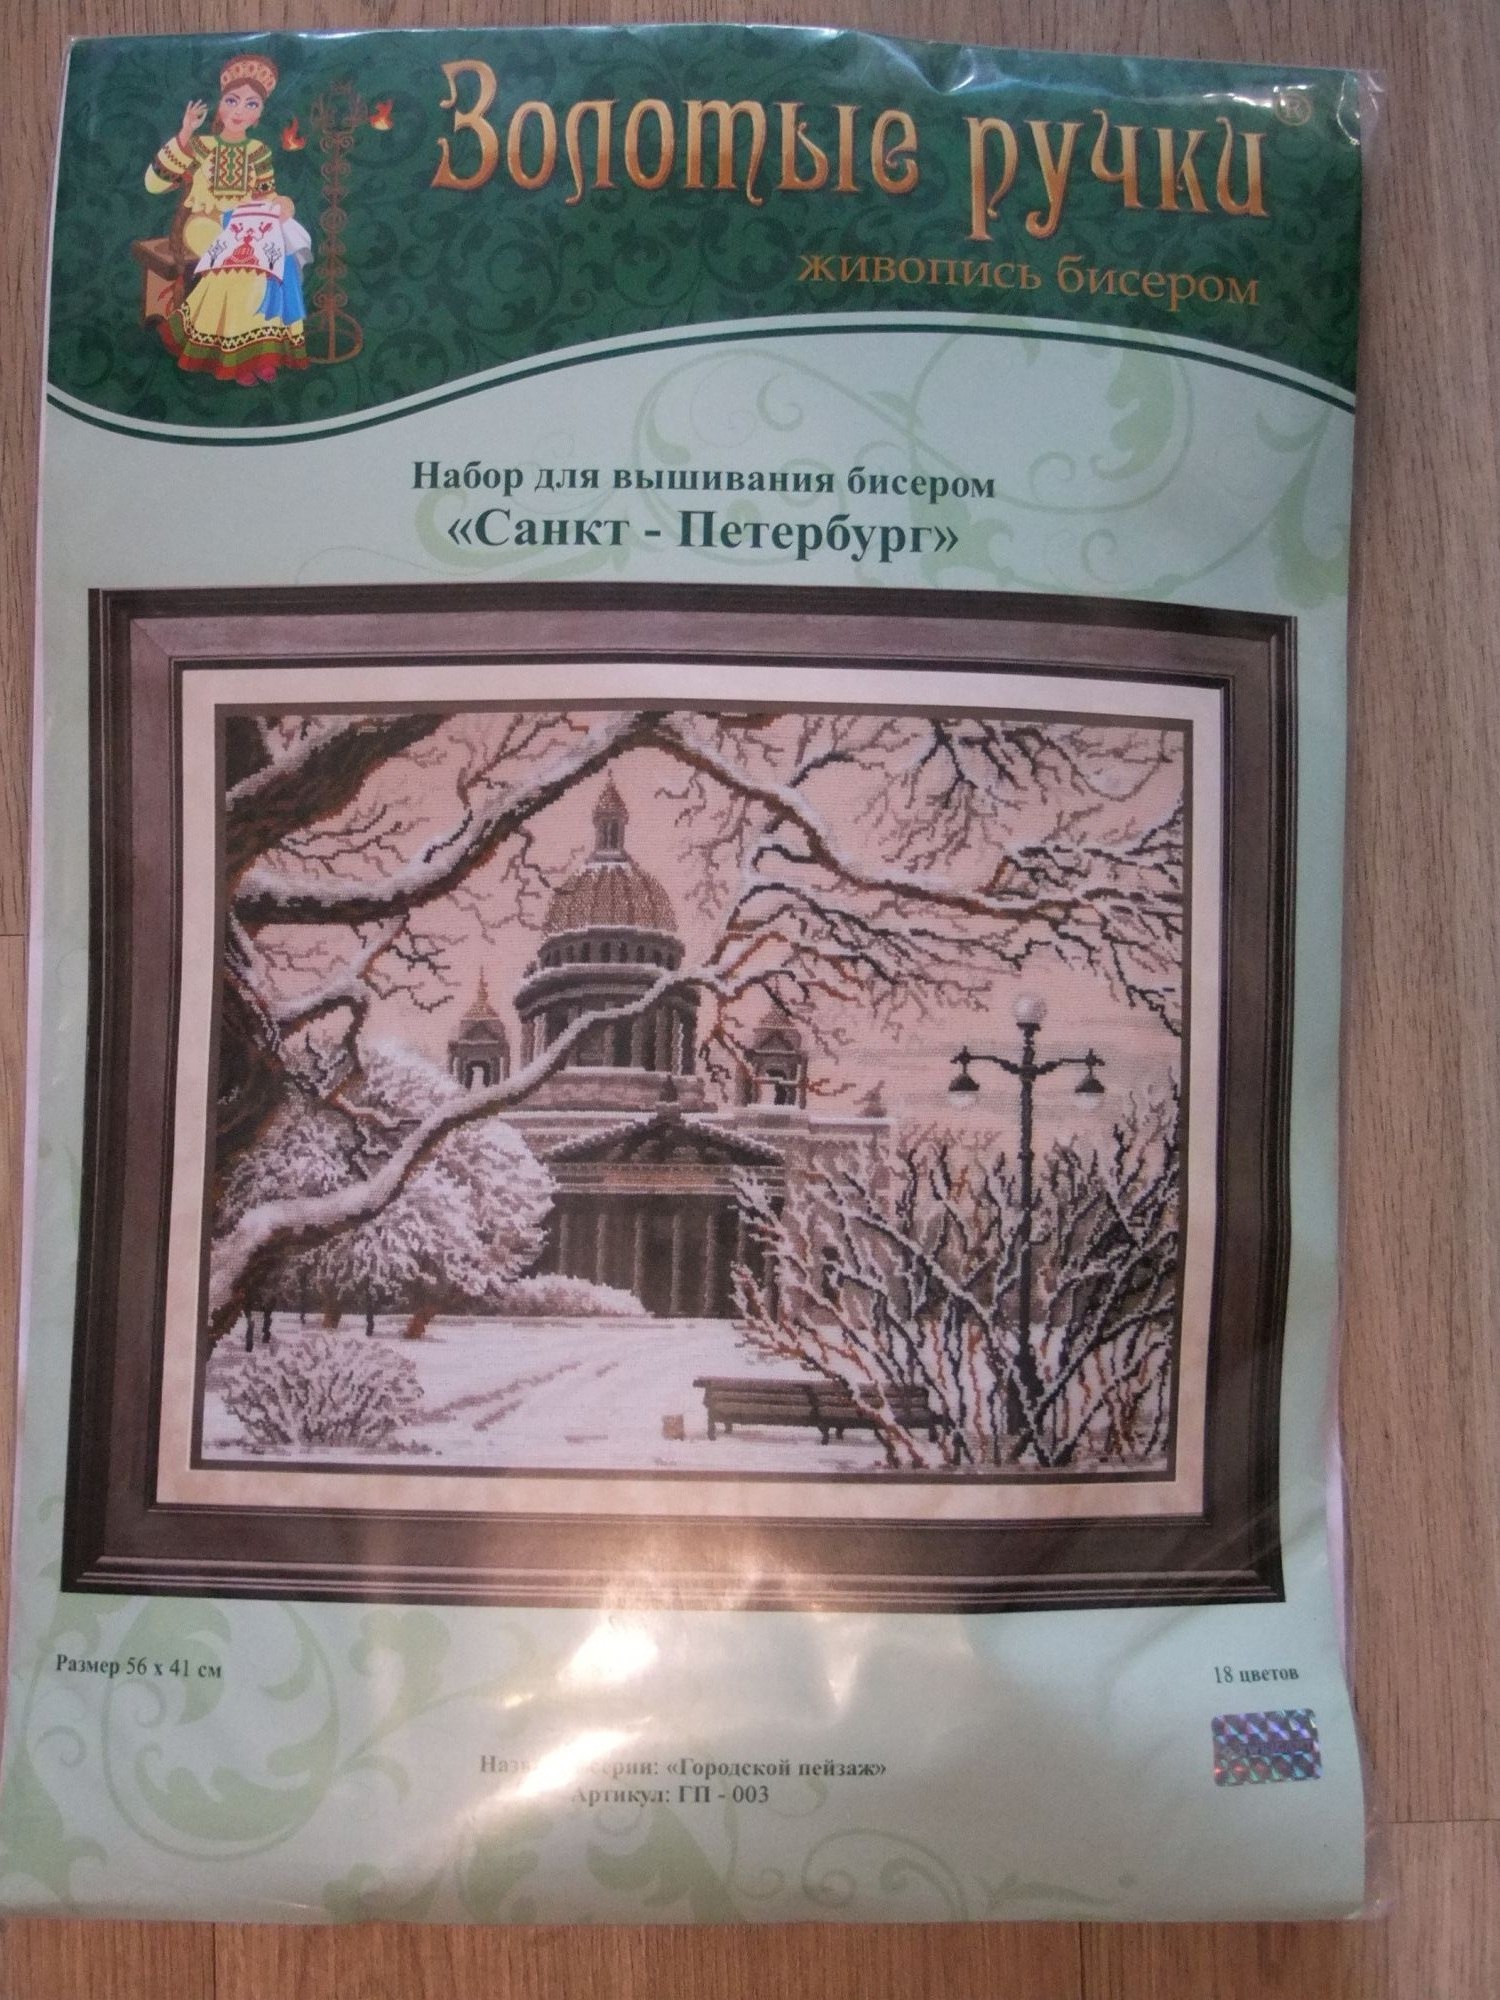 Золотые ручки ®
живопись бисером
Набор для вышивания бисером
«Санкт - Петербург»
Размер 56 х 41 см
18 цветов
серии: «Городской пейзаж»
Артикул: ГП - 003